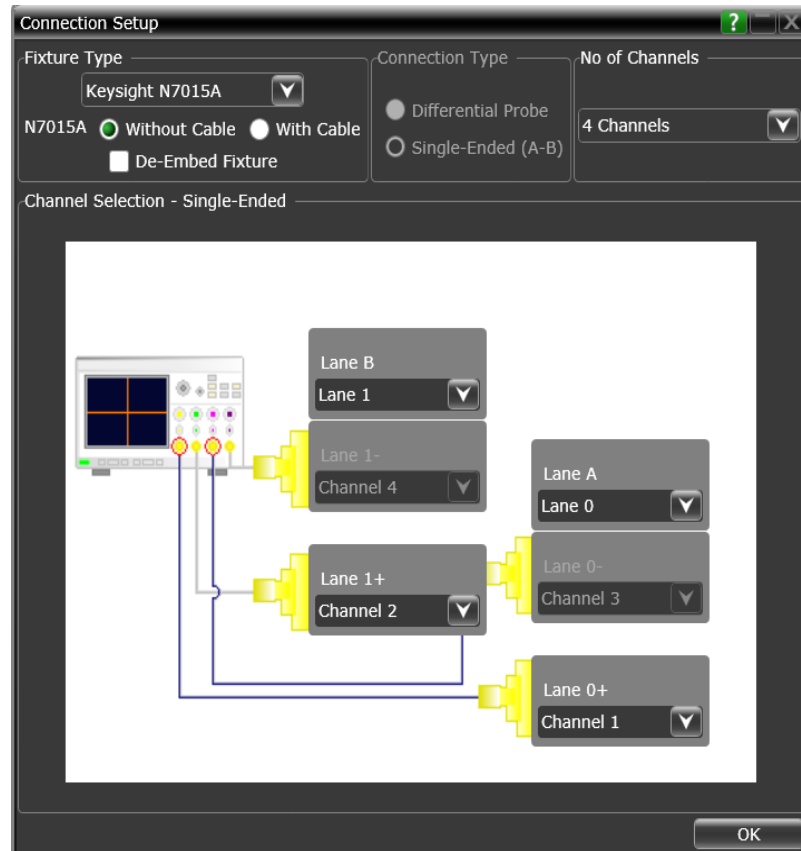 Connection Setup
?
X
Fixture Type
Keysight N7015A
N7015A Without Cable With Cable
De-Embed Fixture
Connection Type
Differential Probe
Single-Ended (A-B)
No of Channels
4 Channels
Channel Selection - Single-Ended
Lane B
Lane 1
Lane 1-
Channel 4
Lane A
Lane 0
Lane 0-
Channel 3
Lane 1+
Channel 2
Lane 0+
Channel 1
OK